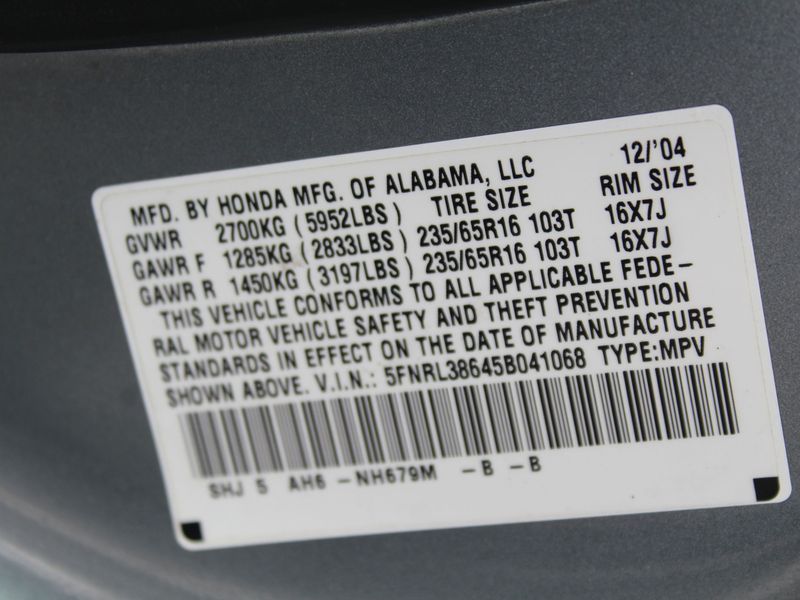 MFD. BY HONDA MFG. OF ALABAMA, LLC 12/'04
GVWR 2700KG (5952LBS) TIRE SIZE RIM SIZE
GAWR F 1285KG (2833LBS) 235/65R16 103T 16X7J
GAWR R 1450KG (3197LBS) 235/65R16 103T 16X7J
THIS VEHICLE CONFORMS TO ALL APPLICABLE FEDE-
RAL MOTOR VEHICLE SAFETY AND THEFT PREVENTION
STANDARDS IN EFFECT ON THE DATE OF MANUFACTURE
SHOWN ABOVE. V.I.N.: 5FNRL38645B041068 TYPE:MPV
SHJ 5 AH6 -NH679M -B -B